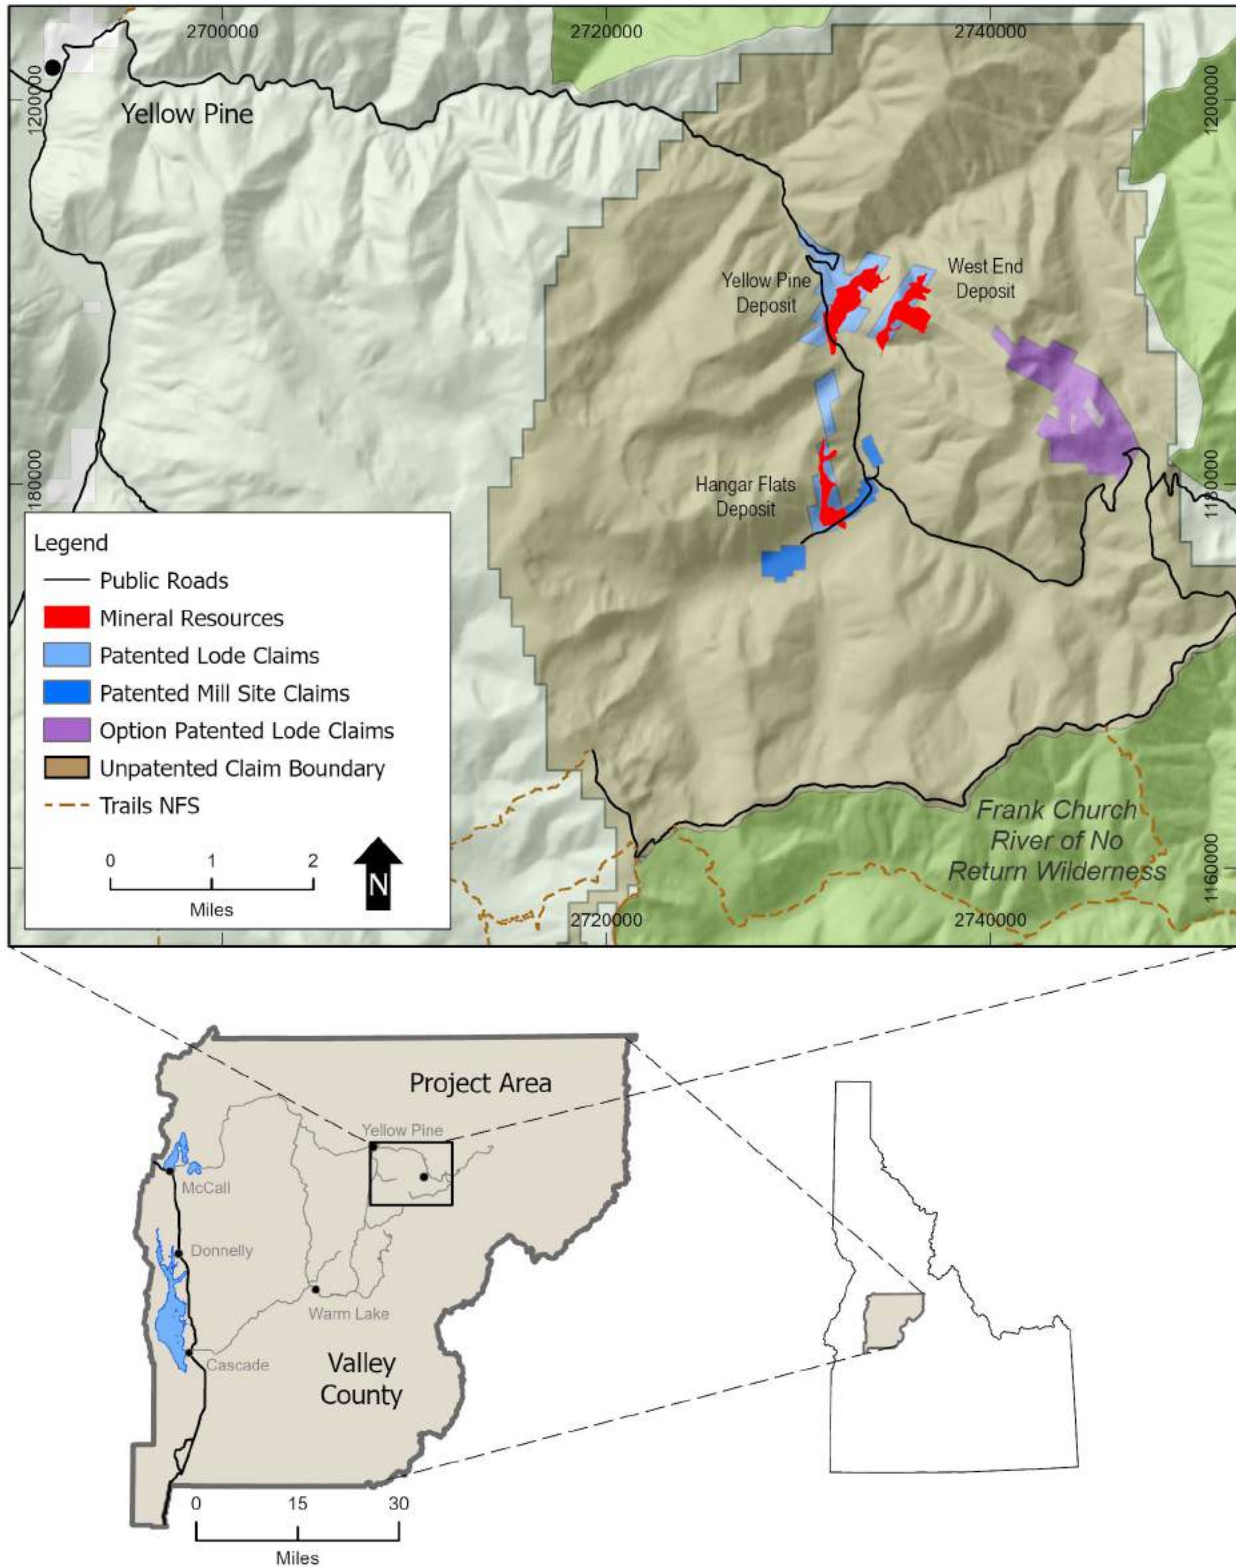 2700000
2720000
2740000
1200000
1200000
Yellow Pine
Yellow Pine
Deposit
West End
Deposit
Hangar Flats
Deposit
180000
1180000
Legend
Public Roads
Mineral Resources
Patented Lode Claims
Patented Mill Site Claims
Option Patented Lode Claims
Unpatented Claim Boundary
Trails NFS
0 1 2
Miles
N
Frank Church
River of No
Return Wilderness
1160000
2720000
2740000
Project Area
Yellow Pine
McCall
Donnelly
Warm Lake
Cascade
Valley
County
0 15 30
Miles